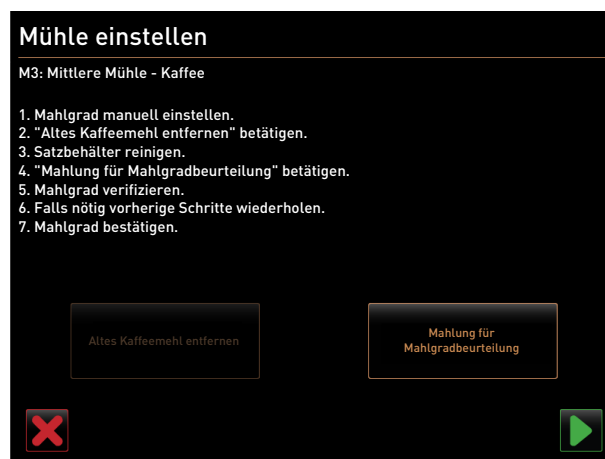 Mühle einstellen
M3: Mittlere Mühle - Kaffee
1. Mahlgrad manuell einstellen.
2. "Altes Kaffeemehl entfernen" betätigen.
3. Satzbehälter reinigen.
4. "Mahlung für Mahlgradbeurteilung" betätigen.
5. Mahlgrad verifizieren.
6. Falls nötig vorherige Schritte wiederholen.
7. Mahlgrad bestätigen.
Altes Kaffeemehl entfernen
Mahlung für
Mahlgradbeurteilung